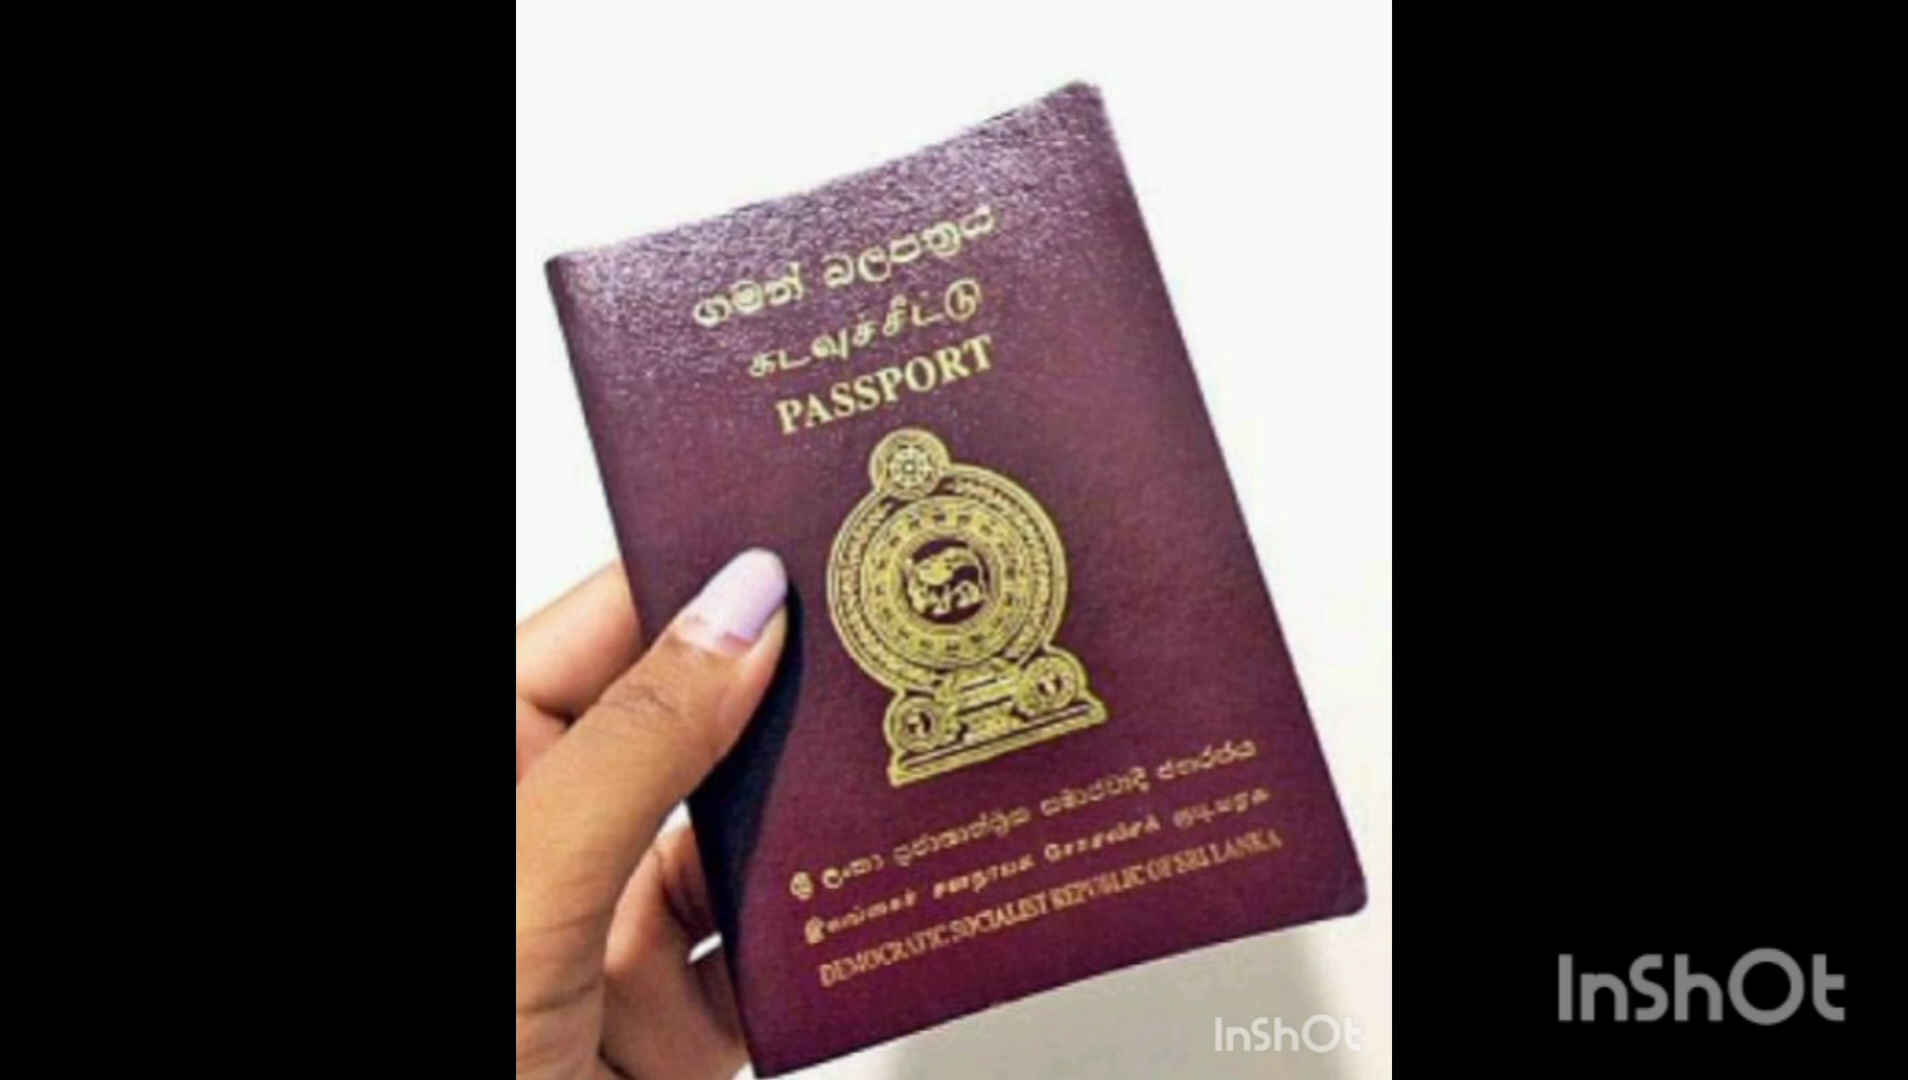 ගමන් බලපත්‍රය
கடவுச்சீட்டு
PASSPORT
ශ්‍රී ලංකා ප්‍රජාතාන්ත්‍රික සමාජවාදී ජනරජය
இலங்கைச் சனநாயக சோசலிசக் குடியரசு
DEMOCRATIC SOCIALIST REPUBLIC OF SRI LANKA
InShOt
InShOt